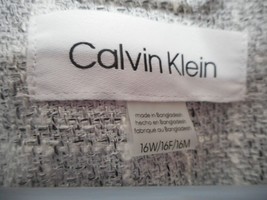 Calvin Klein
made in Bangladesh
hecho en Bangladesh
fabriqué au Bangladesh
16W/16F/16M